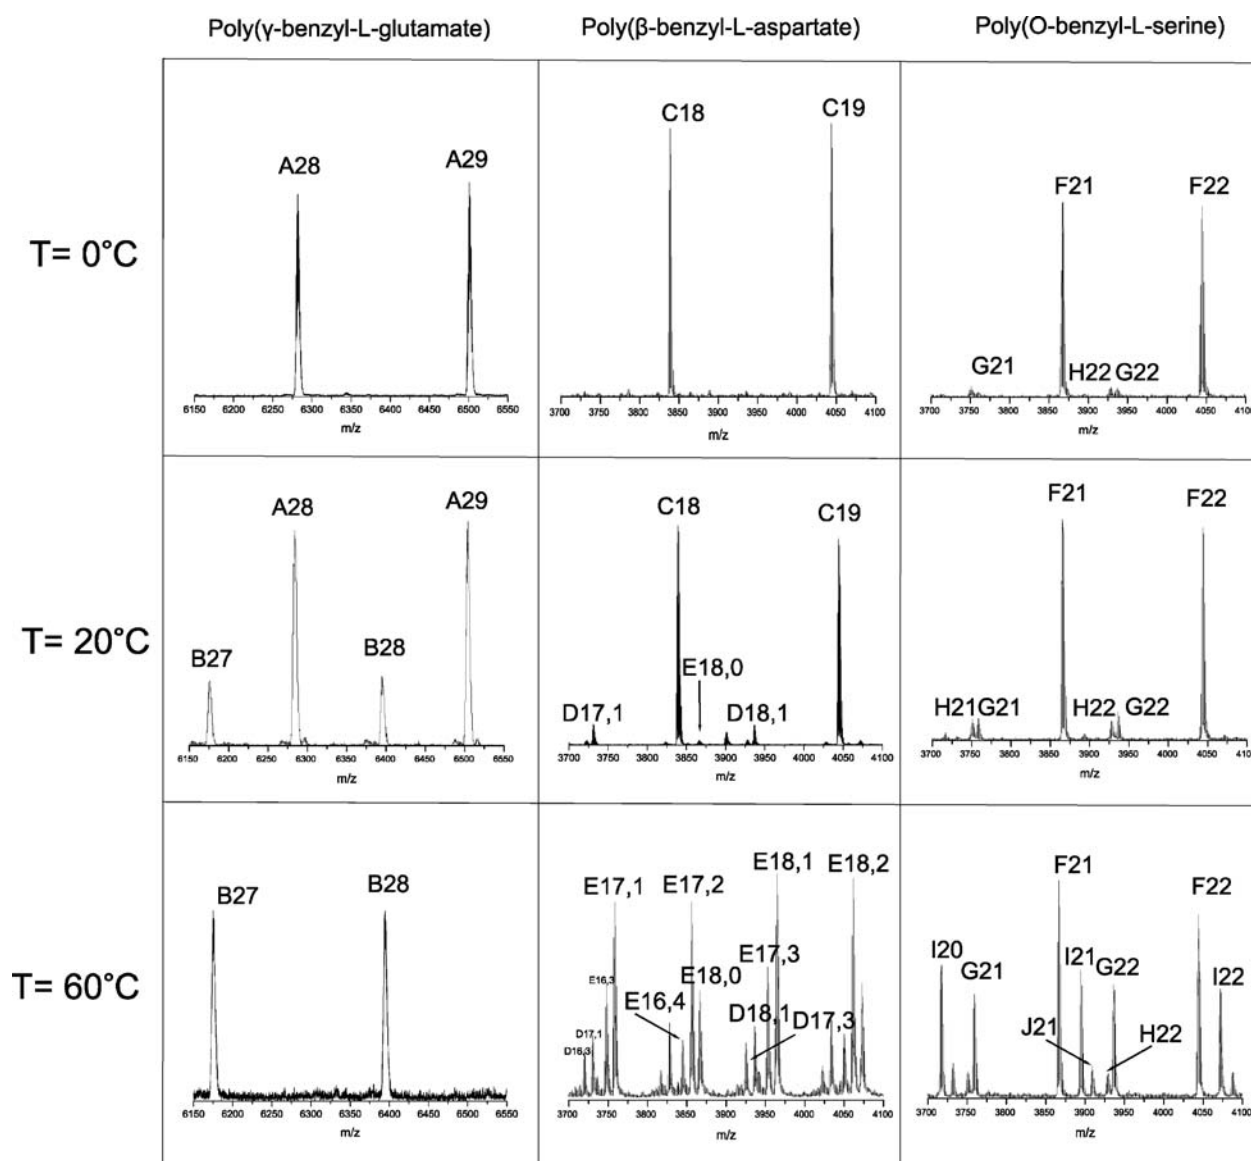 Poly(γ-benzyl-L-glutamate) Poly(β-benzyl-L-aspartate) Poly(O-benzyl-L-serine)
T= 0°C
A28 A29
6150 6200 6250 6300 6350 6400 6450 6500 6550
m/z
C18 C19
3700 3750 3800 3850 3900 3950 4000 4050 4100
m/z
F21 F22
G21 H22 G22
3700 3750 3800 3850 3900 3950 4000 4050 4100
m/z
T= 20°C
A28 A29
B27 B28
6150 6200 6250 6300 6350 6400 6450 6500 6550
m/z
C18 C19
E18,0
D17,1 D18,1
3700 3750 3800 3850 3900 3950 4000 4050 4100
m/z
F21 F22
H21 G21 H22 G22
3700 3750 3800 3850 3900 3950 4000 4050 4100
m/z
T= 60°C
B27 B28
6150 6200 6250 6300 6350 6400 6450 6500 6550
m/z
E18,1 E18,2
E17,1 E17,2
E17,3
E16,3 E18,0
E16,4 D18,1
D17,1 D17,3
D16,3
3700 3750 3800 3850 3900 3950 4000 4050 4100
m/z
F21 F22
I20 I21
G21 G22 I22
J21 H22
3700 3750 3800 3850 3900 3950 4000 4050 4100
m/z